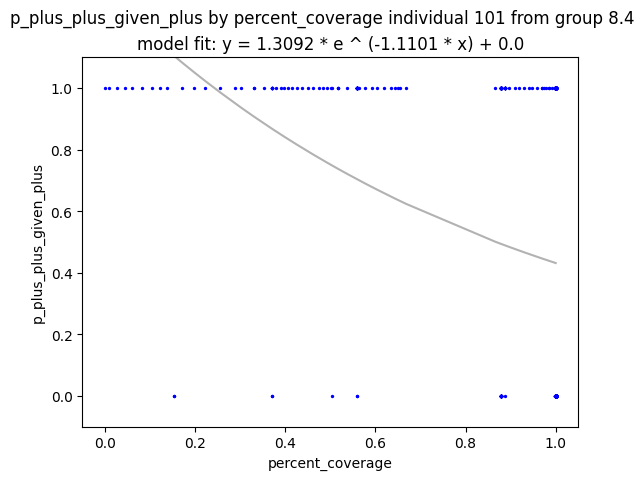 p_plus_plus_given_plus by percent_coverage individual 101 from group 8.4
model fit: y = 1.3092 * e ^ (-1.1101 * x) + 0.0
1.0
0.8
0.6
0.4
0.2
0.0
p_plus_plus_given_plus
0.0 0.2 0.4 0.6 0.8 1.0
percent_coverage